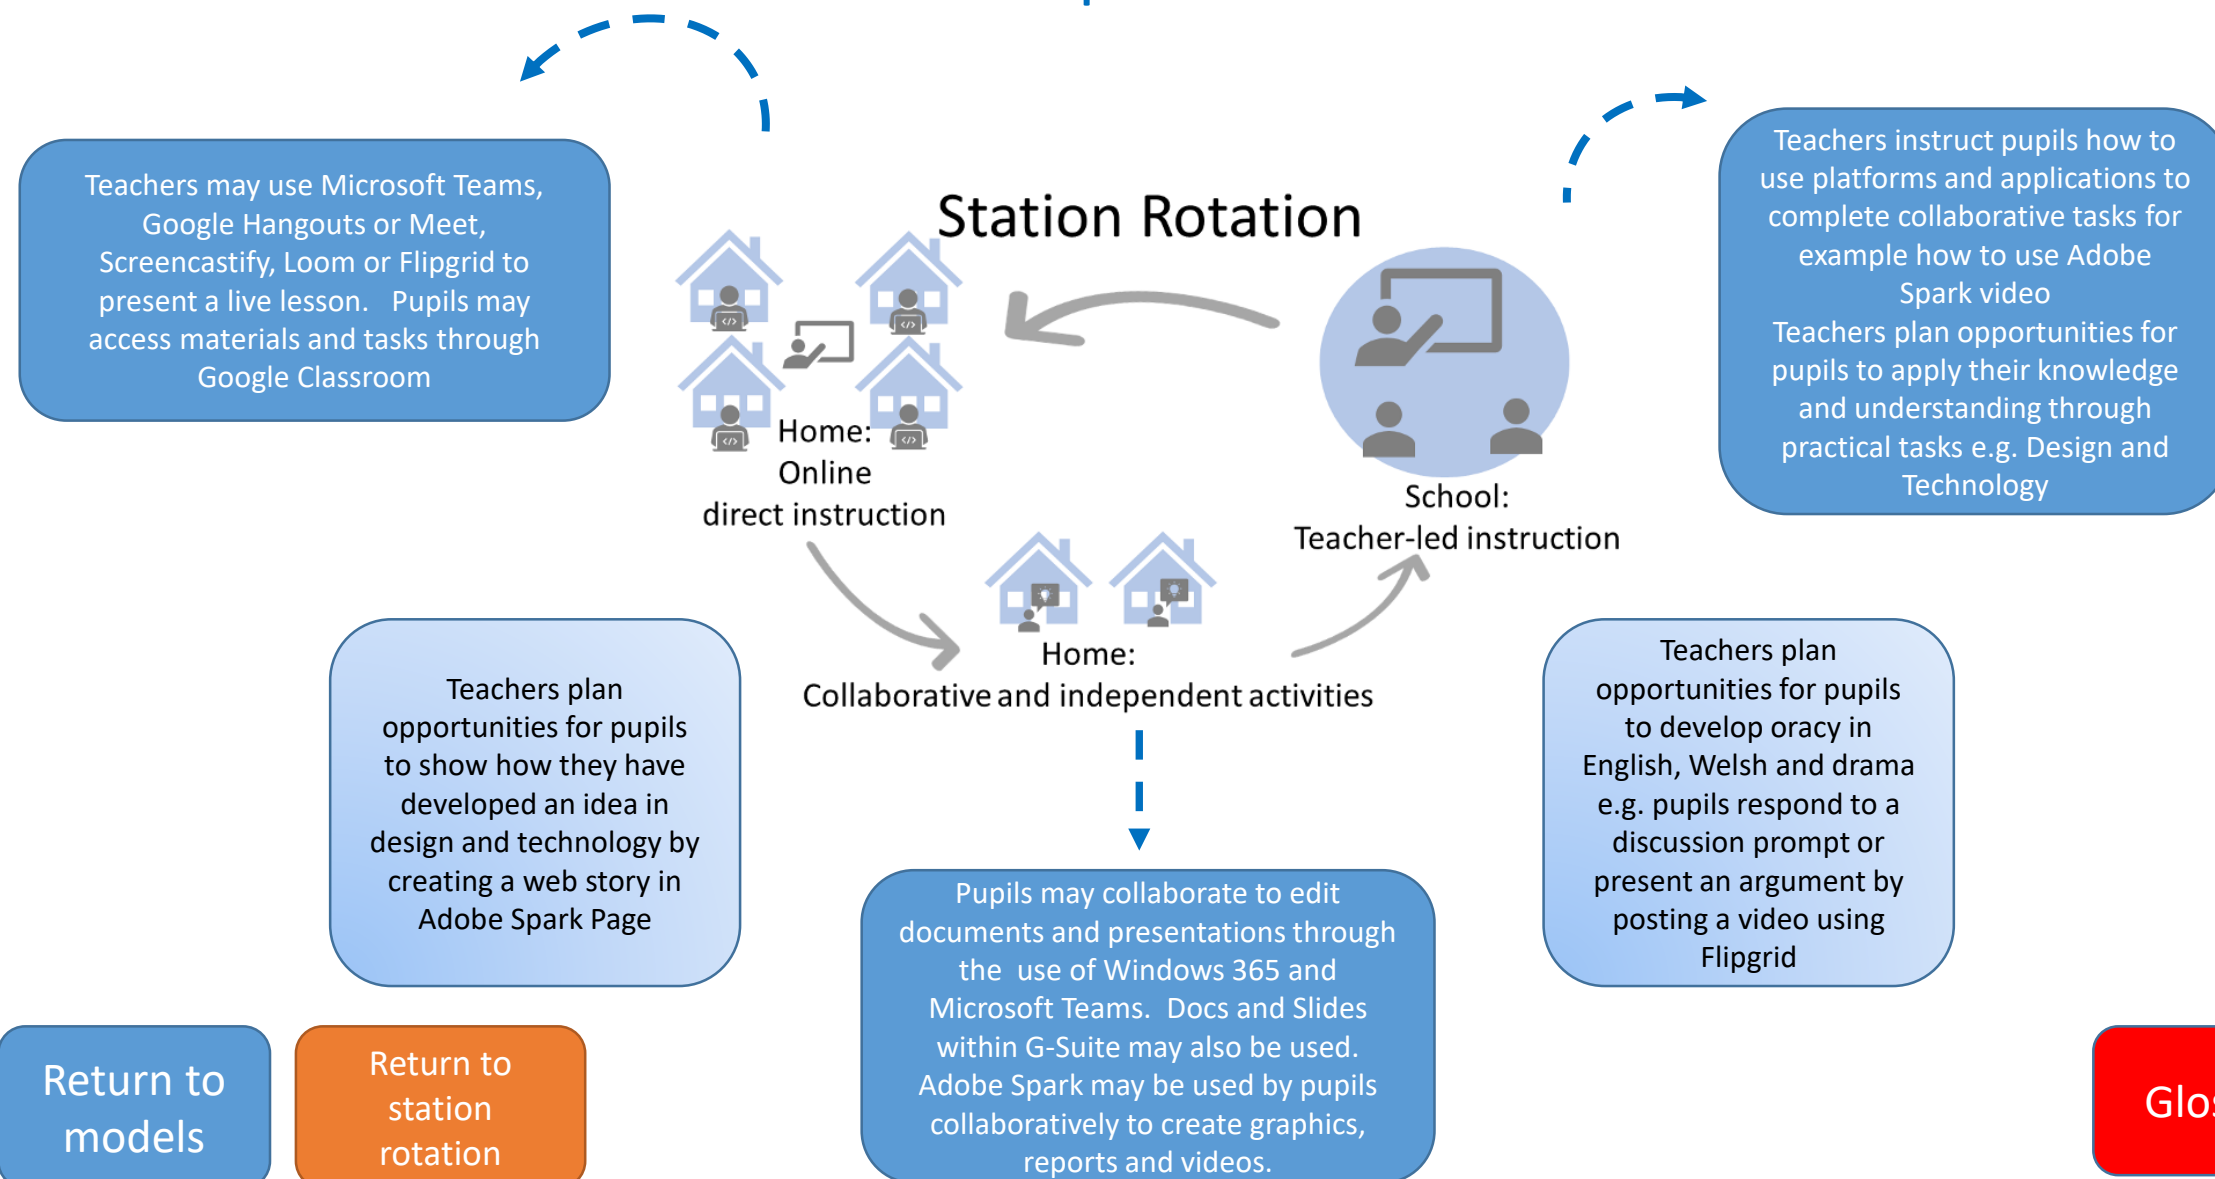 Teachers may use Microsoft Teams,
Google Hangouts or Meet,
Screencastify, Loom or Flipgrid to
present a live lesson.   Pupils may
access materials and tasks through
Google Classroom
Station Rotation
Teachers instruct pupils how to
use platforms and applications to
complete collaborative tasks for
example how to use Adobe
Spark video
Teachers plan opportunities for
pupils to apply their knowledge
and understanding through
practical tasks e.g. Design and
Technology
Home:
Online
direct instruction
School:
Teacher-led instruction
Home:
Collaborative and independent activities
Teachers plan
opportunities for pupils
to show how they have
developed an idea in
design and technology by
creating a web story in
Adobe Spark Page
Pupils may collaborate to edit
documents and presentations through
the  use of Windows 365 and
Microsoft Teams.  Docs and Slides
within G-Suite may also be used.
Adobe Spark may be used by pupils
collaboratively to create graphics,
reports and videos.
Teachers plan
opportunities for pupils
to develop oracy in
English, Welsh and drama
e.g. pupils respond to a
discussion prompt or
present an argument by
posting a video using
Flipgrid
Return to
models
Return to
station
rotation